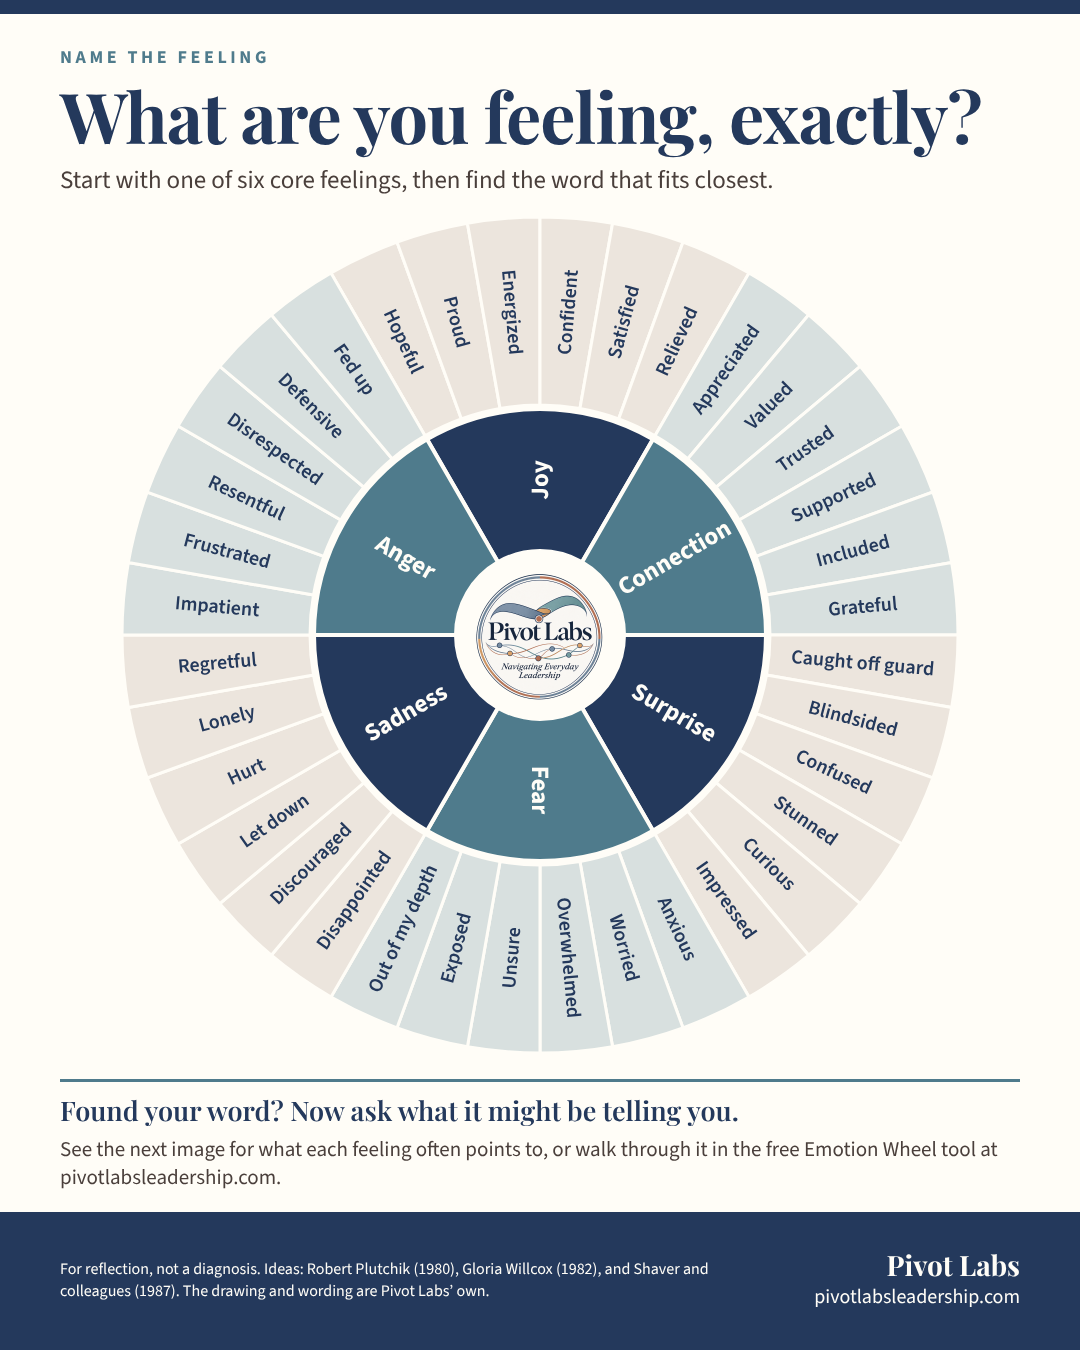 NAME THE FEELING
What are you feeling, exactly?
Start with one of six core feelings, then find the word that fits closest.
Joy
Hopeful
Proud
Energized
Confident
Satisfied
Relieved
Connection
Appreciated
Valued
Trusted
Supported
Included
Grateful
Surprise
Caught off guard
Blindsided
Confused
Stunned
Curious
Impressed
Fear
Anxious
Worried
Overwhelmed
Unsure
Exposed
Out of my depth
Sadness
Disappointed
Discouraged
Let down
Hurt
Lonely
Regretful
Anger
Impatient
Frustrated
Resentful
Disrespected
Defensive
Fed up
Pivot Labs
Navigating Everyday
Leadership
Found your word? Now ask what it might be telling you.
See the next image for what each feeling often points to, or walk through it in the free Emotion Wheel tool at
pivotlabsleadership.com.
For reflection, not a diagnosis. Ideas: Robert Plutchik (1980), Gloria Willcox (1982), and Shaver and
colleagues (1987). The drawing and wording are Pivot Labs’ own.
Pivot Labs
pivotlabsleadership.com